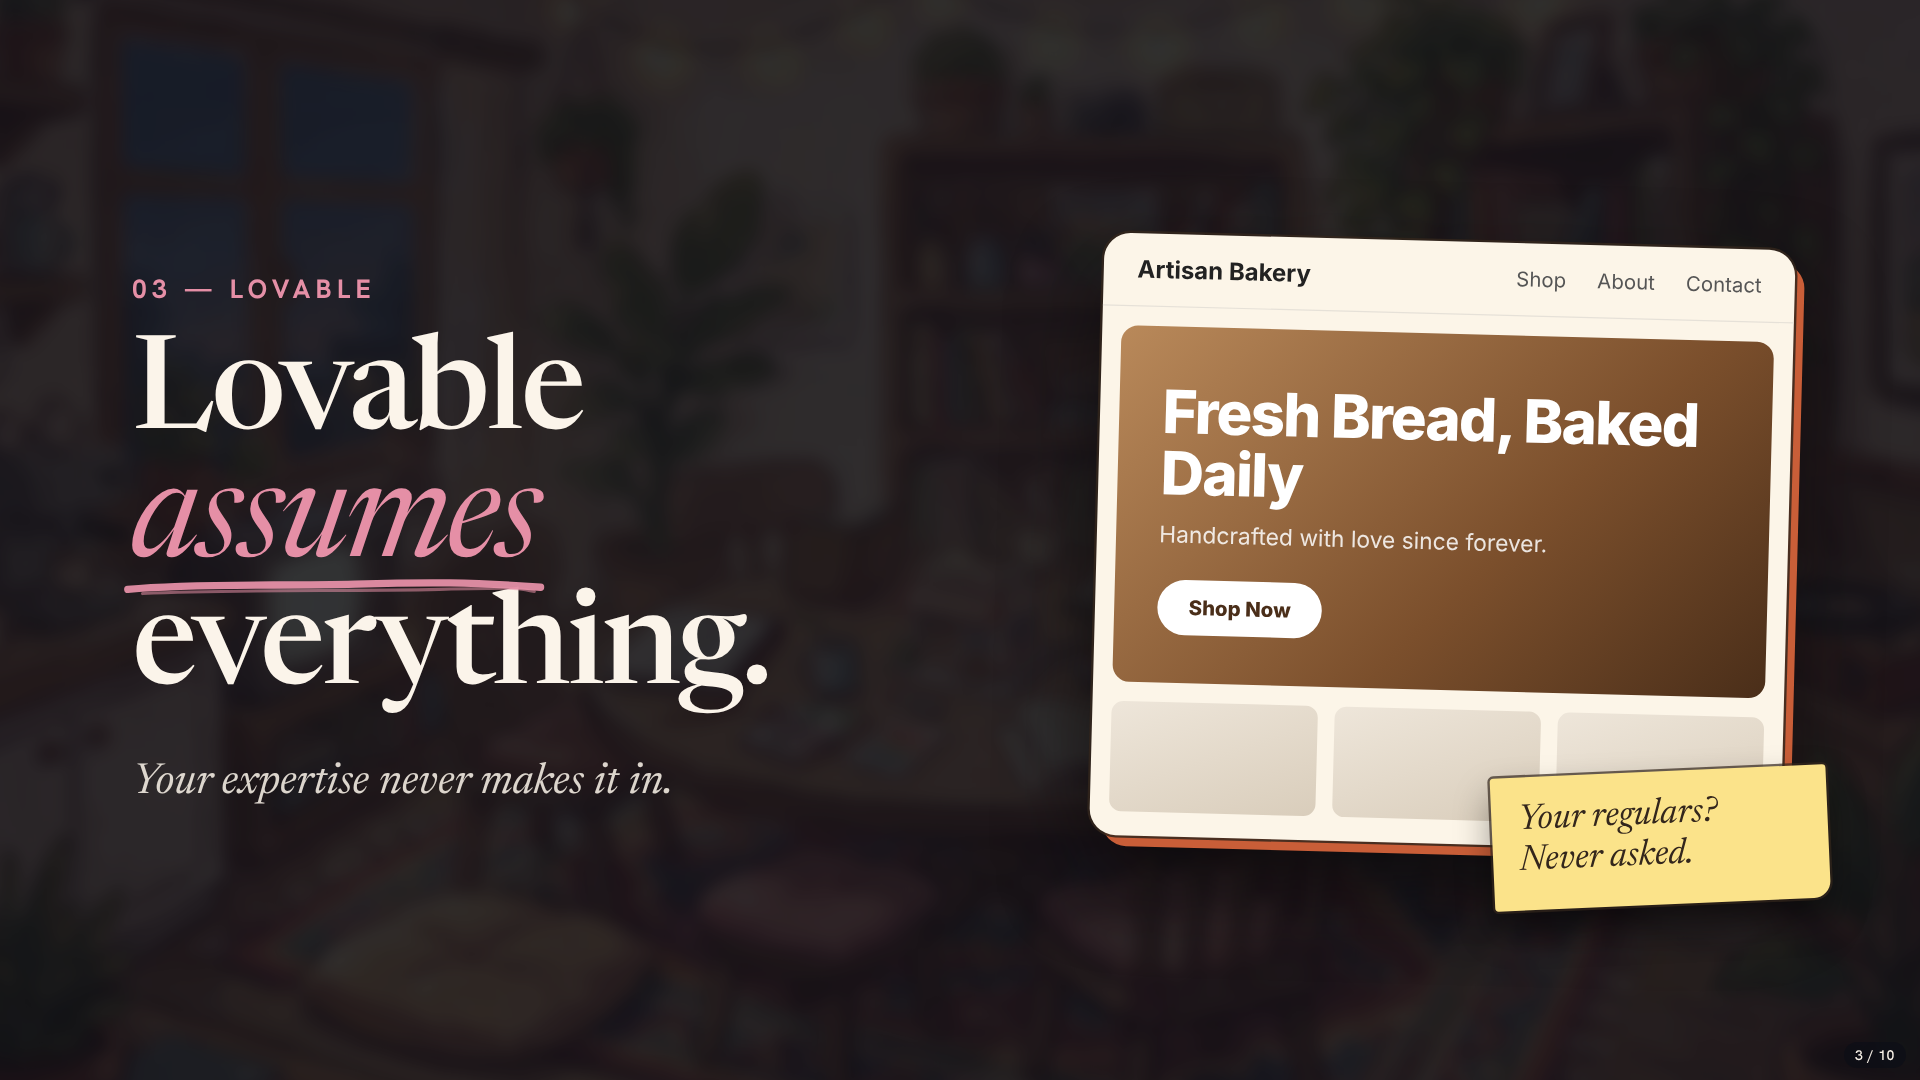 03 — LOVABLE
Lovable
assumes
everything.
Your expertise never makes it in.
Artisan Bakery
Shop About Contact
Fresh Bread, Baked
Daily
Handcrafted with love since forever.
Shop Now
Your regulars?
Never asked.
3 / 10